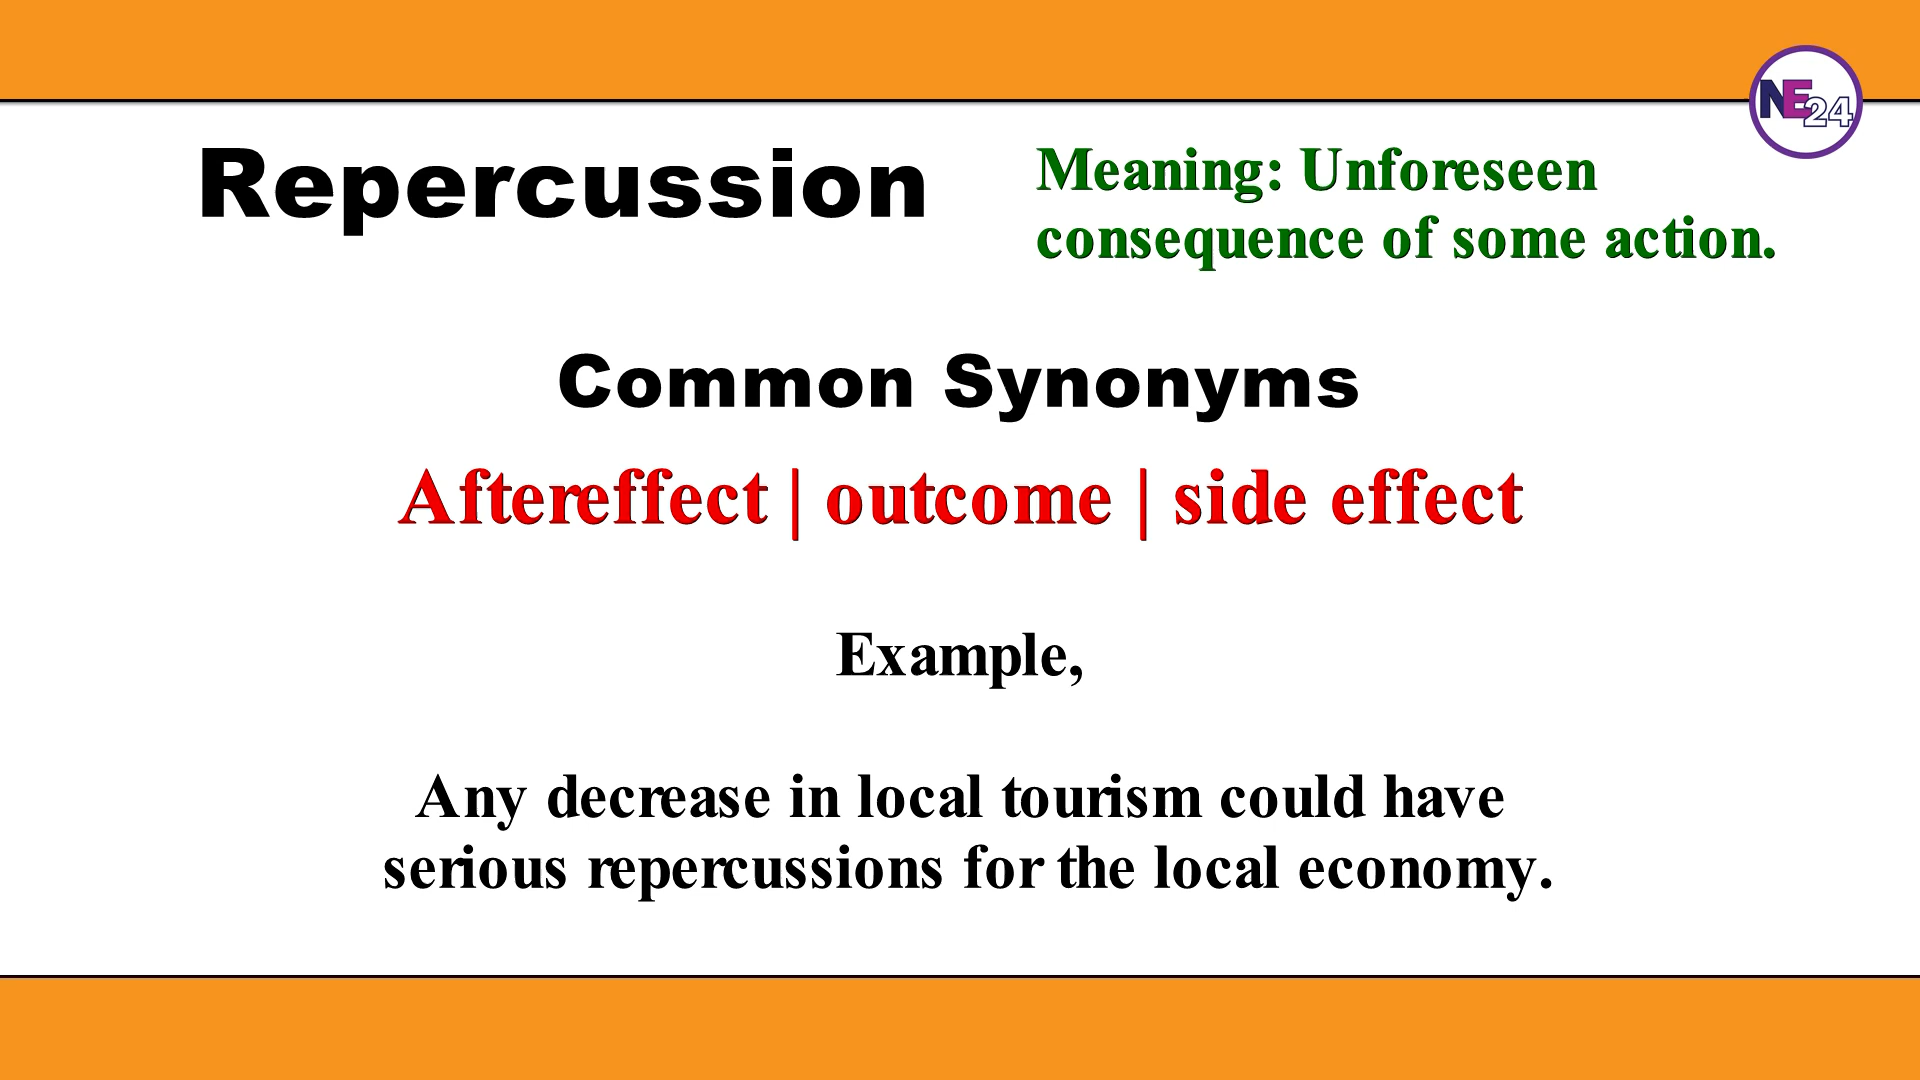 NE24
Repercussion
Meaning: Unforeseen
consequence of some action.
Common Synonyms
Aftereffect | outcome | side effect
Example,
Any decrease in local tourism could have
serious repercussions for the local economy.